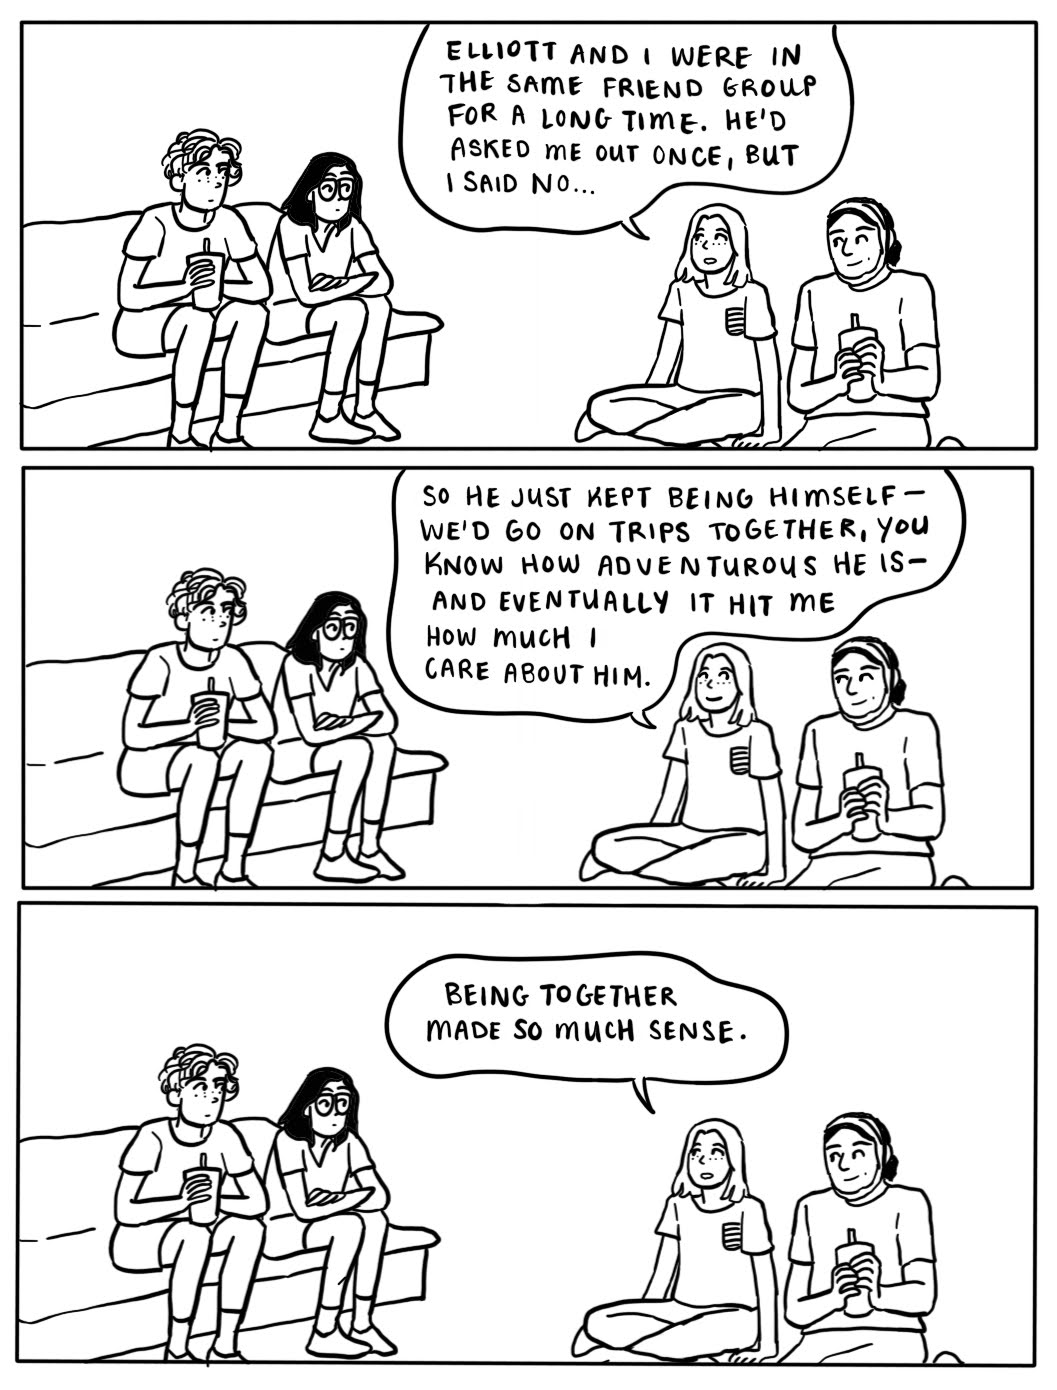 ELLIOTT AND I WERE IN
THE SAME FRIEND GROUP
FOR A LONG TIME. HE'D
ASKED ME OUT ONCE, BUT
I SAID NO...
SO HE JUST KEPT BEING HIMSELF—
WE'D GO ON TRIPS TOGETHER, YOU
KNOW HOW ADVENTUROUS HE IS—
AND EVENTUALLY IT HIT ME
HOW MUCH I
CARE ABOUT HIM.
BEING TOGETHER
MADE SO MUCH SENSE.